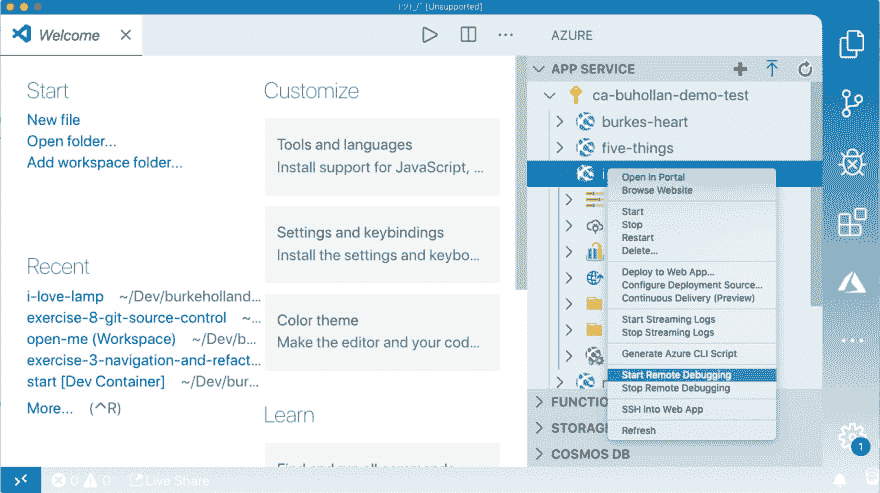 [Unsupported]
Welcome
AZURE
Start
New file
Open folder...
Add workspace folder...
Recent
i-love-lamp ~/Dev/burkeholland...
exercise-8-git-source-control ~...
open-me (Workspace) ~/Dev/b...
exercise-3-navigation-and-refact...
start [Dev Container] ~/Dev/bur...
More... (^R)
Customize
Tools and languages
Install support for JavaScript, ...
Settings and keybindings
Install the settings and keybo...
Color theme
Make the editor and your cod...
Learn
Find and run all commands
APP SERVICE
ca-buhollan-demo-test
burkes-heart
five-things
i
Open in Portal
Browse Website
Start
Stop
Restart
Delete...
Deploy to Web App...
Configure Deployment Source...
Continuous Delivery (Preview)
Start Streaming Logs
Stop Streaming Logs
Generate Azure CLI Script
Start Remote Debugging
Stop Remote Debugging
SSH into Web App
Refresh
FUNCTIO
STORAG
COSMOS DB
1
0 0 Live Share